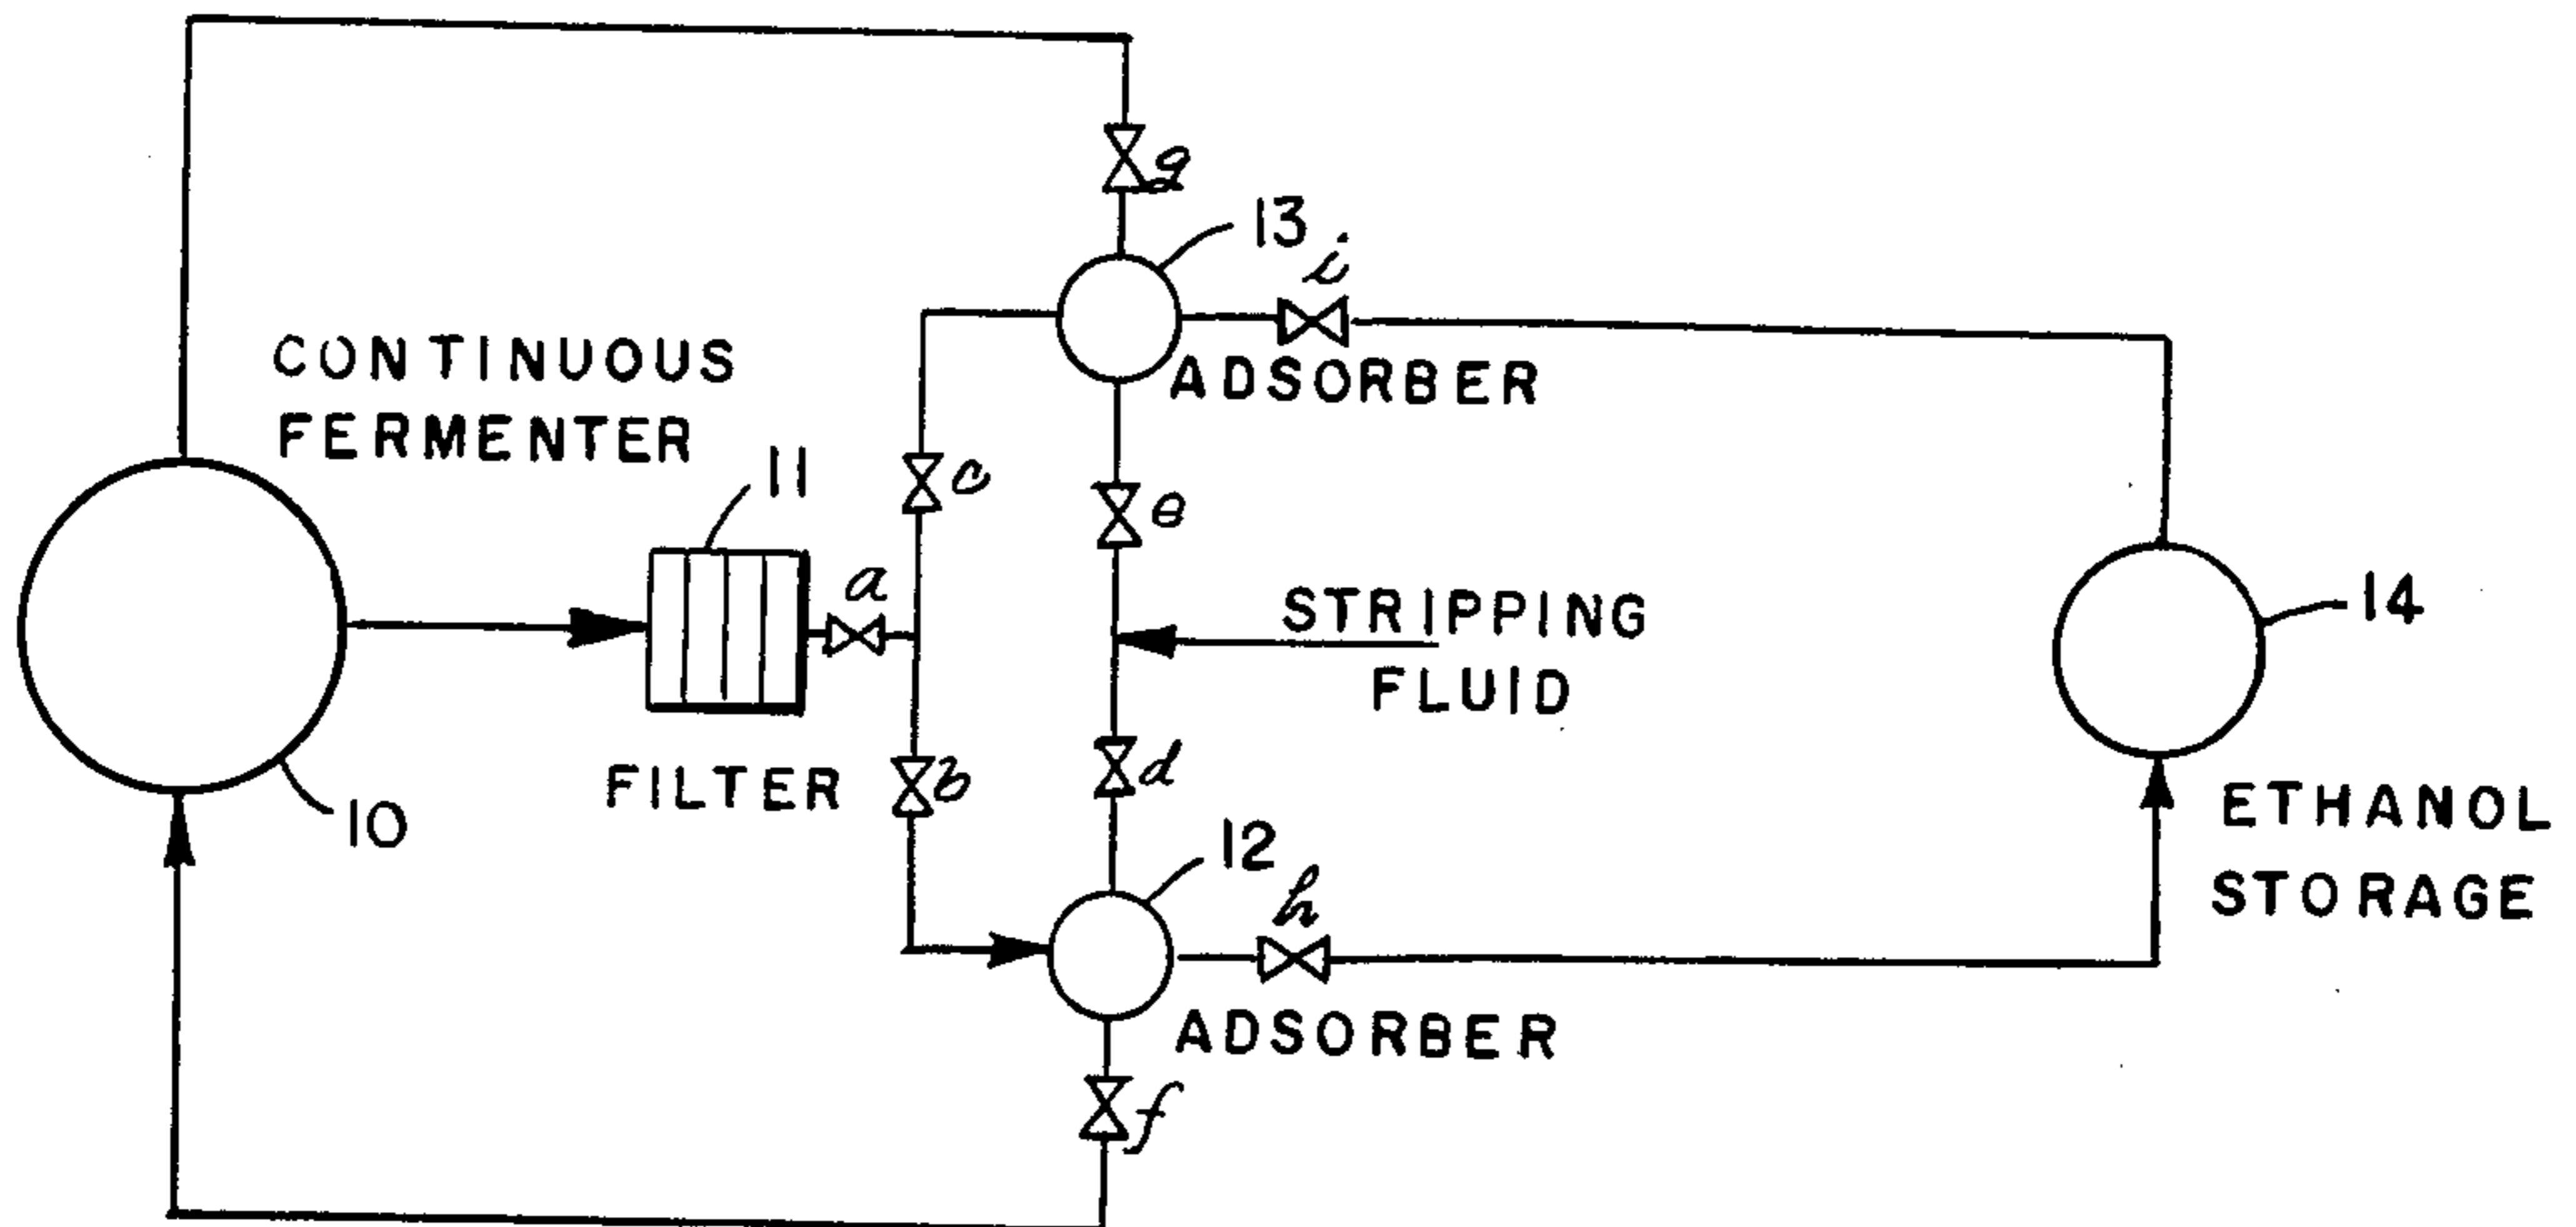 g
13
i
ADSORBER
CONTINUOUS
FERMENTER
11
c
e
a
STRIPPING
FLUID
14
FILTER
b
d
10
12
h
ETHANOL
STORAGE
ADSORBER
f